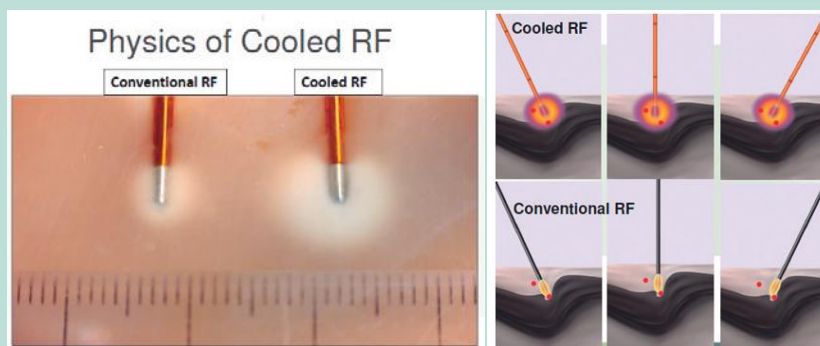 Physics of Cooled RF
Conventional RF
Cooled RF
Cooled RF
Conventional RF